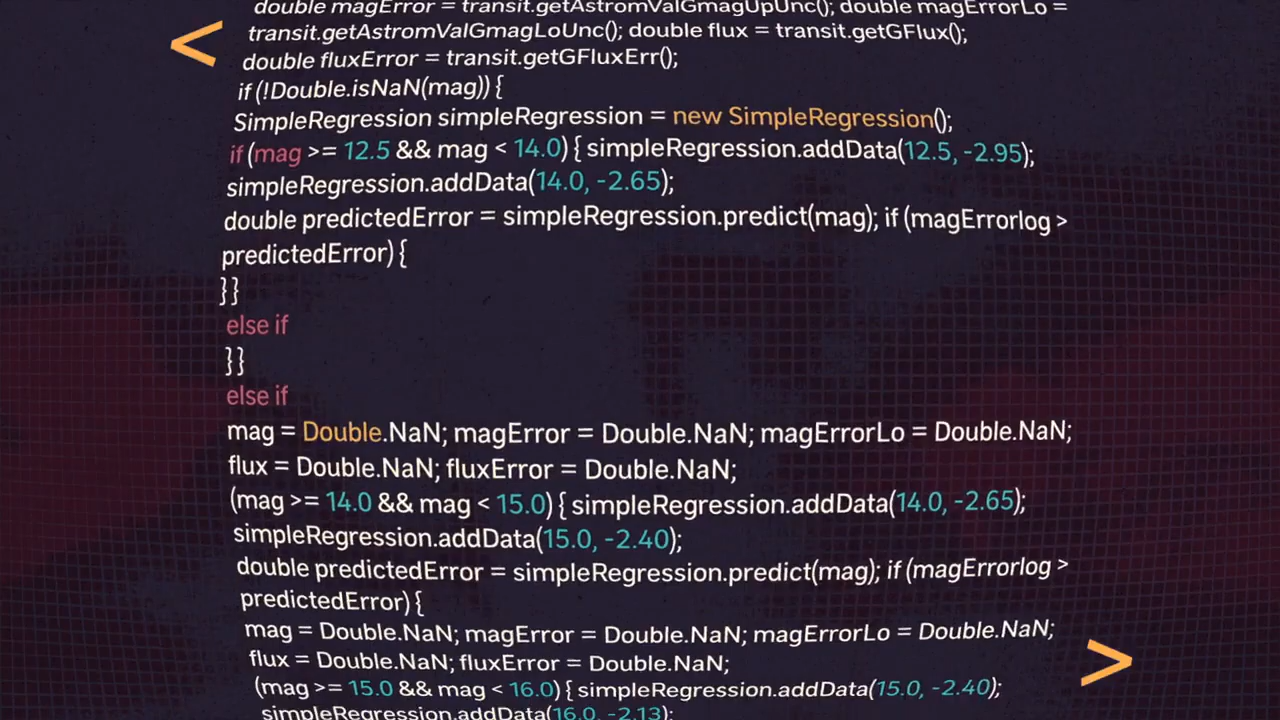 double magError = transit.getAstromValGmagUpUnc(); double magErrorLo =
<
transit.getAstromValGmagLoUnc(); double flux = transit.getGFlux();
double fluxError = transit.getGFluxErr();
if (!Double.isNaN(mag)) {
SimpleRegression simpleRegression = new SimpleRegression();
if (mag >= 12.5 && mag < 14.0) { simpleRegression.addData(12.5, -2.95);
simpleRegression.addData(14.0, -2.65);
double predictedError = simpleRegression.predict(mag); if (magErrorlog >
predictedError) {
}}
else if
}}
else if
mag = Double.NaN; magError = Double.NaN; magErrorLo = Double.NaN;
flux = Double.NaN; fluxError = Double.NaN;
(mag >= 14.0 && mag < 15.0) { simpleRegression.addData(14.0, -2.65);
simpleRegression.addData(15.0, -2.40);
double predictedError = simpleRegression.predict(mag); if (magErrorlog >
predictedError) {
mag = Double.NaN; magError = Double.NaN; magErrorLo = Double.NaN;
flux = Double.NaN; fluxError = Double.NaN;
>
(mag >= 15.0 && mag < 16.0) { simpleRegression.addData(15.0, -2.40);
simpleRegression.addData(16.0, -2.13);